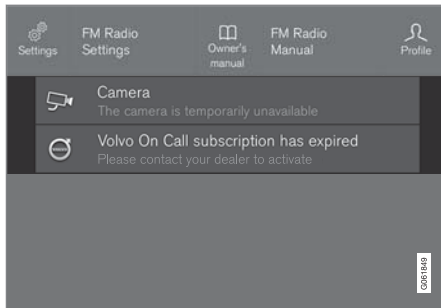 Settings
FM Radio
Settings
Owner's
manual
FM Radio
Manual
Profile
Camera
The camera is temporarily unavailable
Volvo On Call subscription has expired
Please contact your dealer to activate
G061849